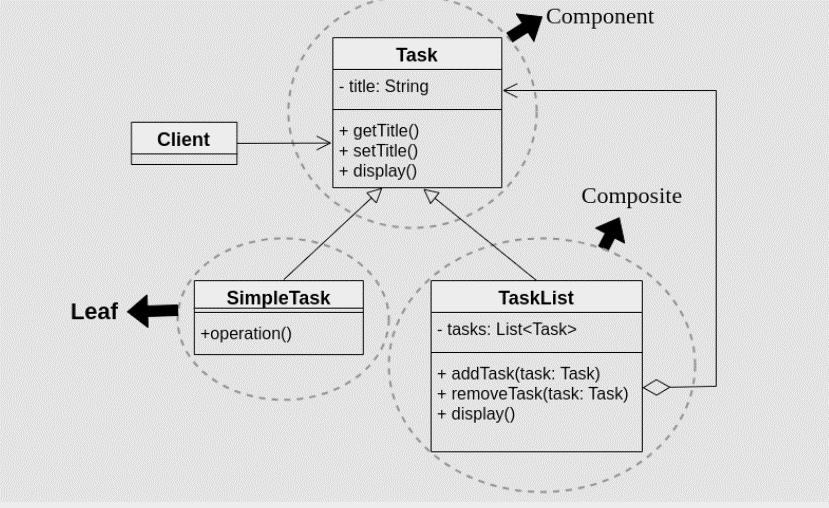 Component
Task
- title: String
+ getTitle()
+ setTitle()
+ display()
Client
Composite
Leaf
SimpleTask
+operation()
TaskList
- tasks: List<Task>
+ addTask(task: Task)
+ removeTask(task: Task)
+ display()